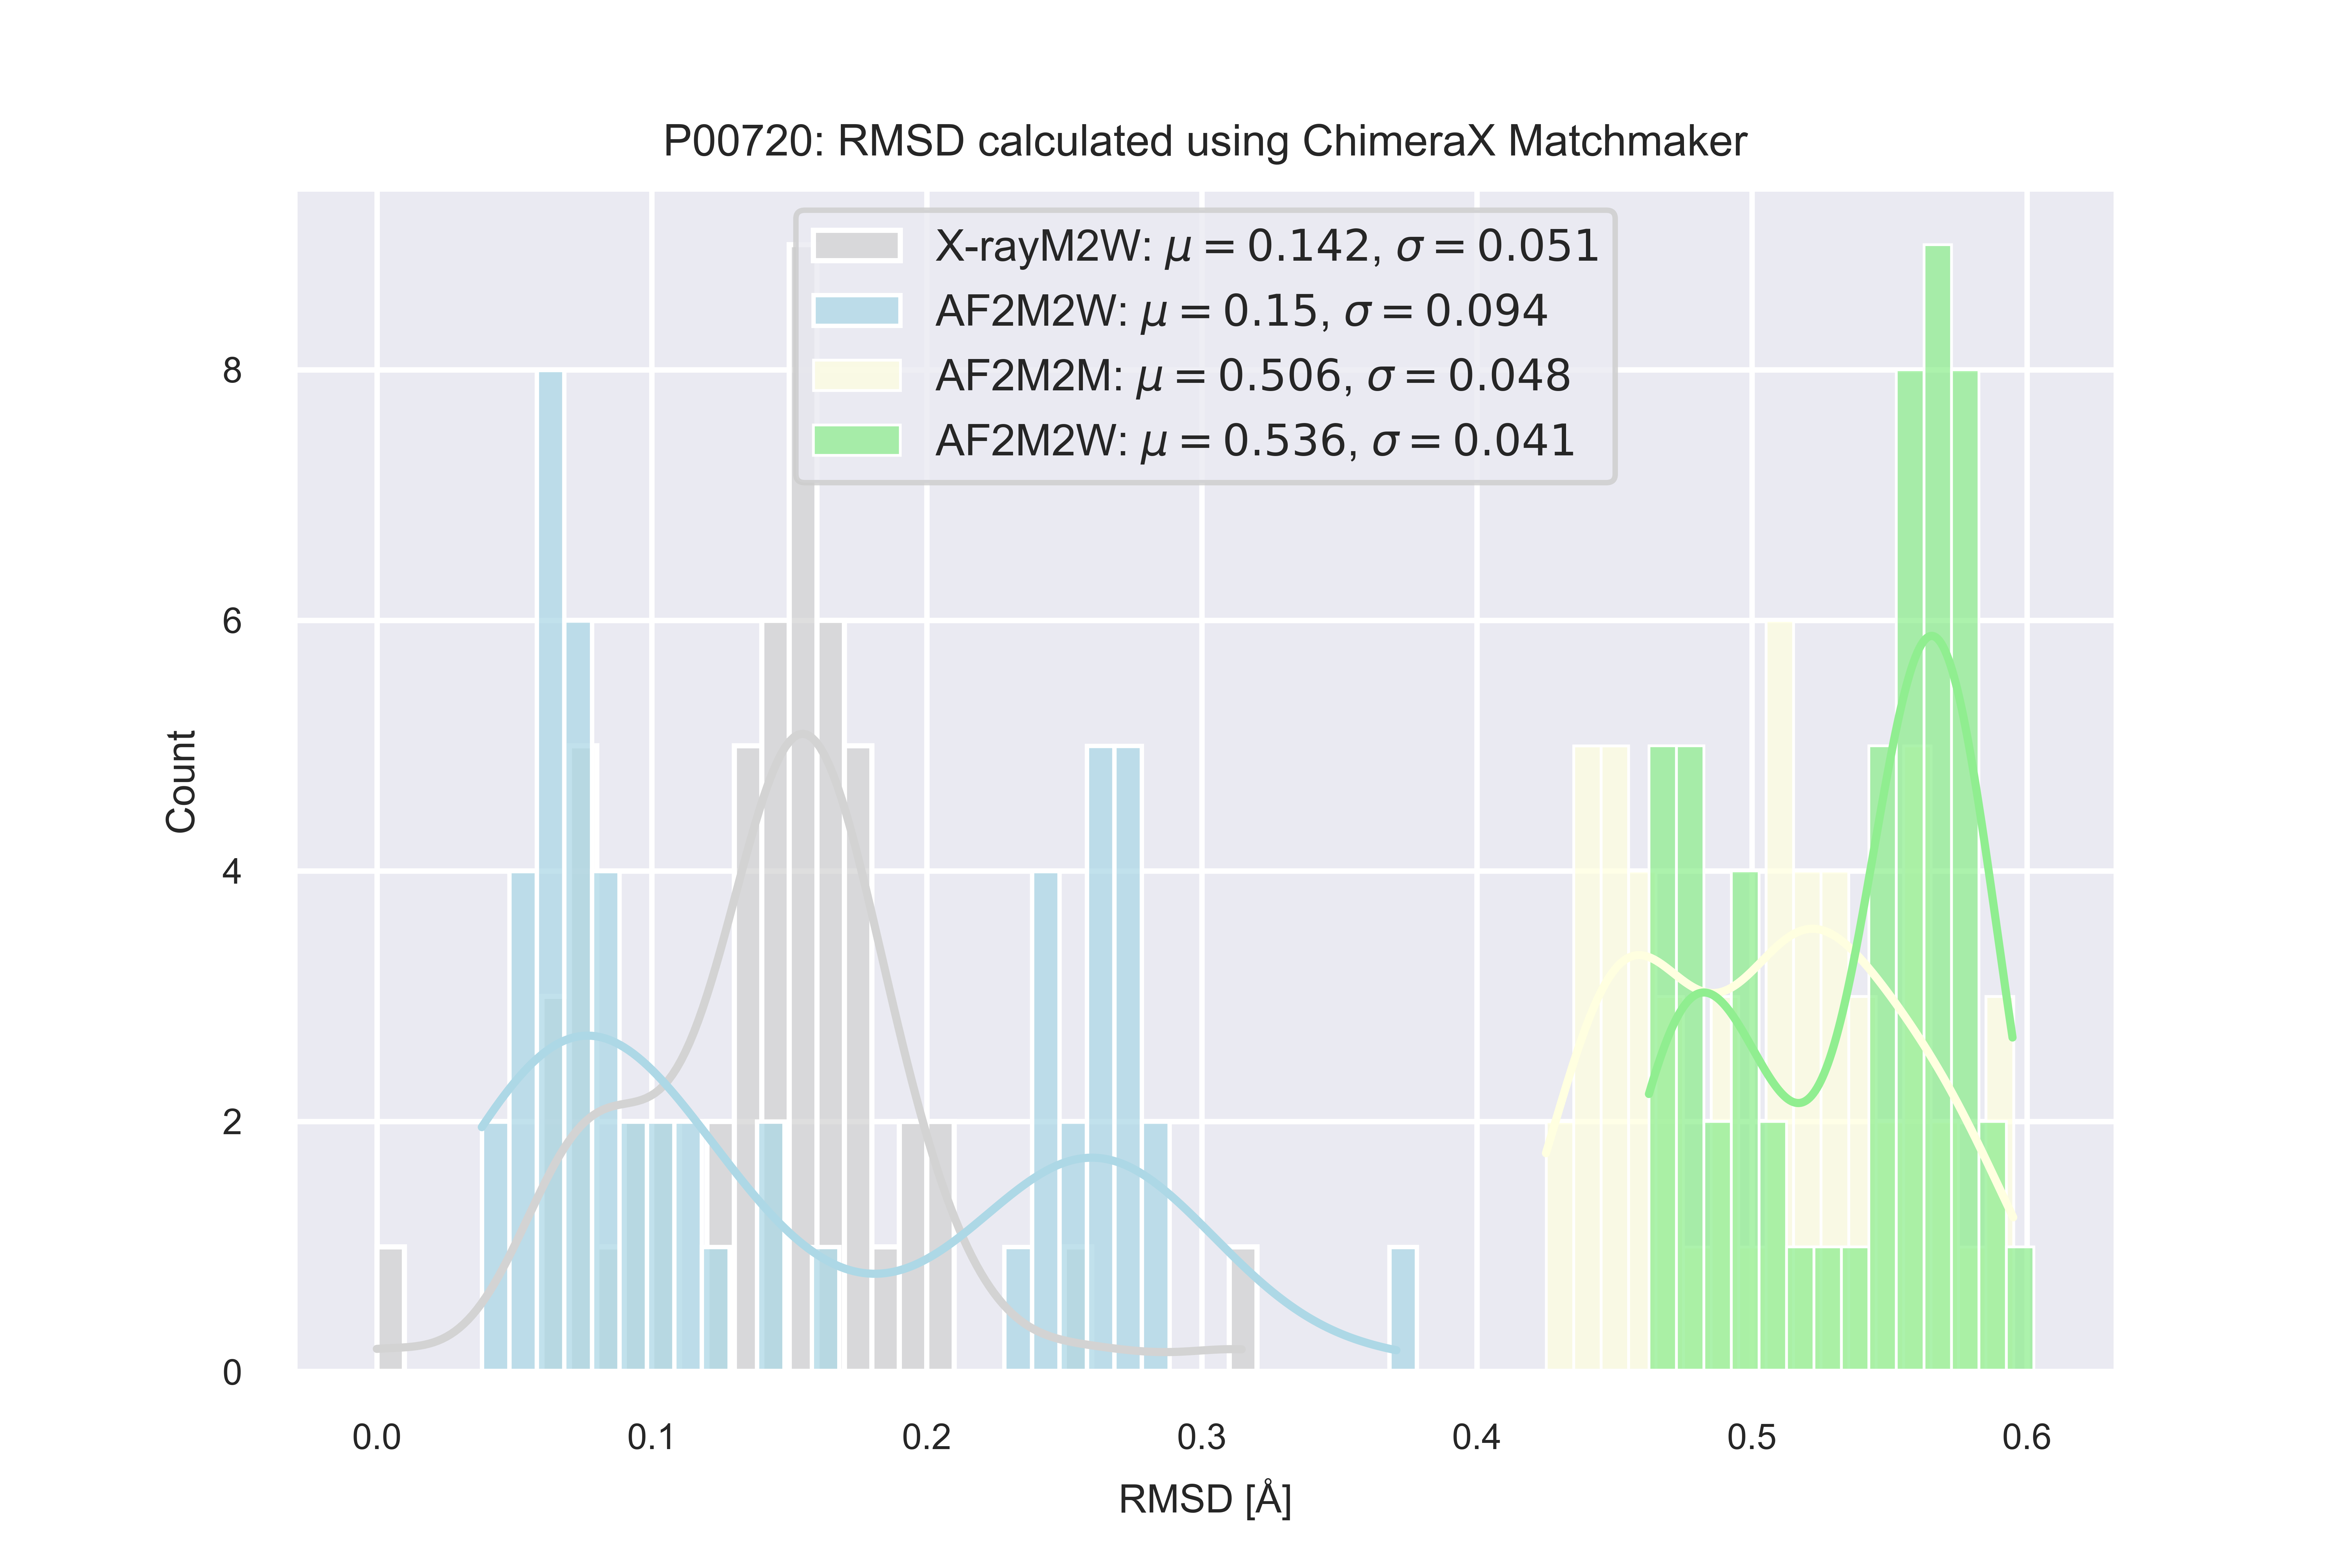 P00720: RMSD calculated using ChimeraX Matchmaker
X-rayM2W: μ = 0.142, σ = 0.051
AF2M2W: μ = 0.15, σ = 0.094
AF2M2M: μ = 0.506, σ = 0.048
AF2M2W: μ = 0.536, σ = 0.041
8
6
4
2
0
Count
0.0 0.1 0.2 0.3 0.4 0.5 0.6
RMSD [Å]